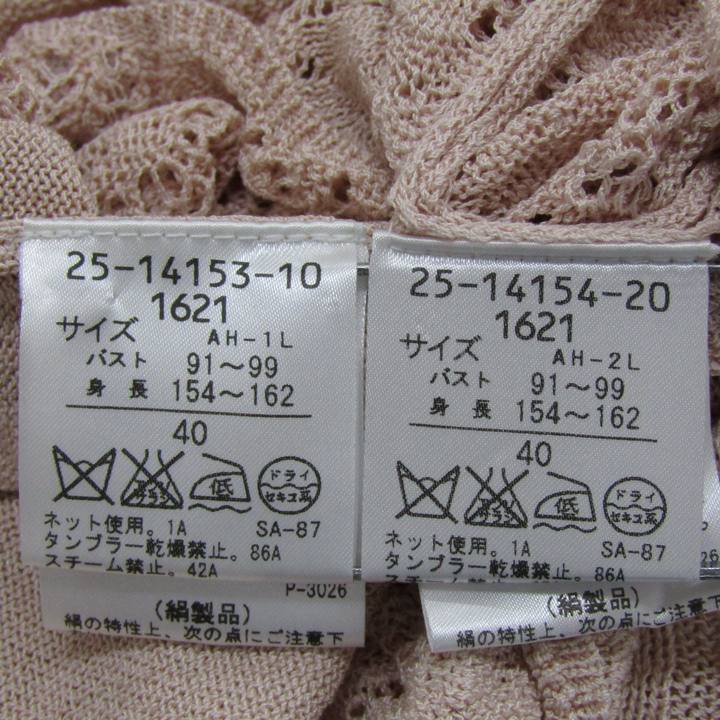 25-14153-10
1621
サイズ AH-1L
バスト 91～99
身長 154～162
40
低
ドライ
セキユ系
ネット使用。1A SA-87
タンブラー乾燥禁止。86A
スチーム禁止。42A
P-3026
(絹製品)
絹の特性上、次の点にご注意下
25-14154-20
1621
サイズ AH-2L
バスト 91～99
身長 154～162
40
低
ドライ
セキユ系
ネット使用。1A SA-87
タンブラー乾燥禁止。86A
(絹製品)
絹の特性上、次の点にご注意